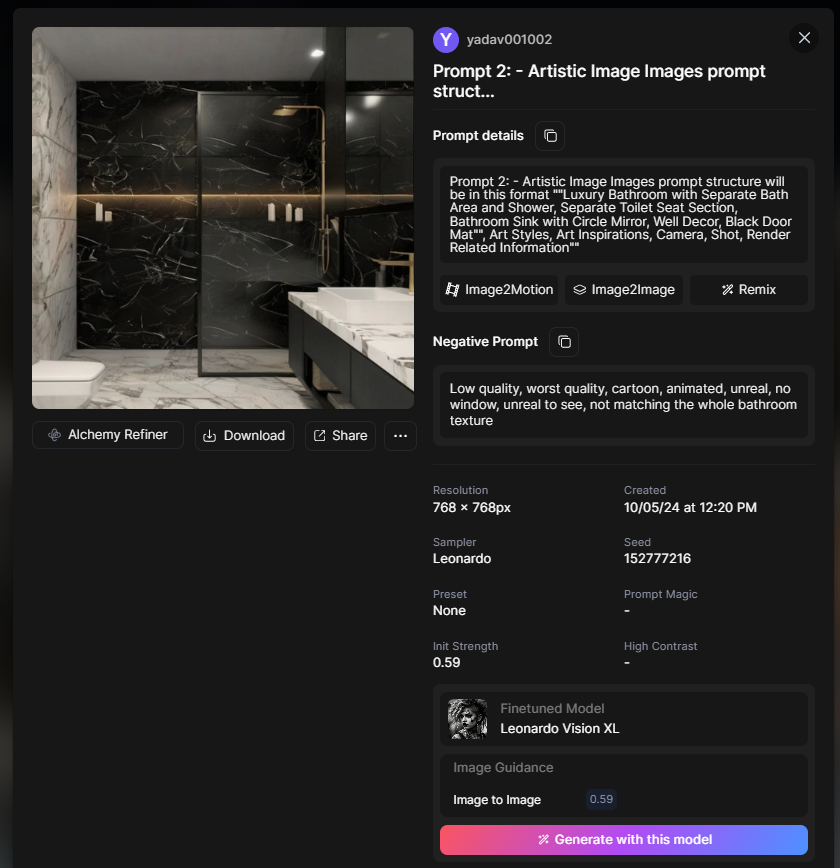 Y yadav001002
Prompt 2: - Artistic Image Images prompt
struct...
Prompt details
Prompt 2: - Artistic Image Images prompt structure will
be in this format ""Luxury Bathroom with Separate Bath
Area and Shower, Separate Toilet Seat Section,
Bathroom Sink with Circle Mirror, Well Decor, Black Door
Mat"", Art Styles, Art Inspirations, Camera, Shot, Render
Related Information""
Image2Motion Image2Image Remix
Negative Prompt
Low quality, worst quality, cartoon, animated, unreal, no
window, unreal to see, not matching the whole bathroom
texture
Alchemy Refiner Download Share ...
Resolution Created
768 × 768px 10/05/24 at 12:20 PM
Sampler Seed
Leonardo 152777216
Preset Prompt Magic
None -
Init Strength High Contrast
0.59 -
Finetuned Model
Leonardo Vision XL
Image Guidance
Image to Image 0.59
Generate with this model